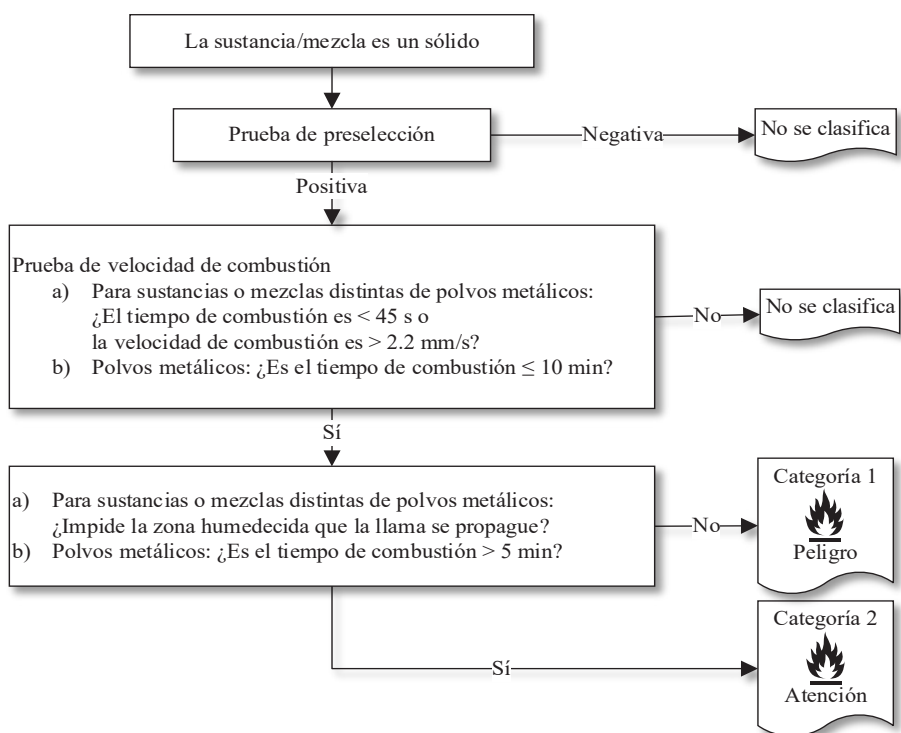 La sustancia/mezcla es un sólido
Prueba de preselección
Negativa
No se clasifica
Positiva
Prueba de velocidad de combustión
a) Para sustancias o mezclas distintas de polvos metálicos:
¿El tiempo de combustión es < 45 s o
la velocidad de combustión es > 2.2 mm/s?
b) Polvos metálicos: ¿Es el tiempo de combustión ≤ 10 min?
No
No se clasifica
Sí
a) Para sustancias o mezclas distintas de polvos metálicos:
¿Impide la zona humedecida que la llama se propague?
b) Polvos metálicos: ¿Es el tiempo de combustión > 5 min?
No
Categoría 1
Peligro
Sí
Categoría 2
Atención